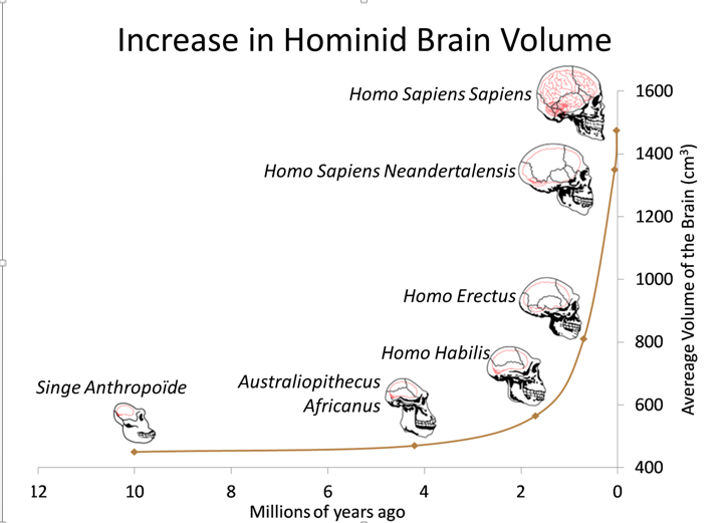 Increase in Hominid Brain Volume
Homo Sapiens Sapiens
Homo Sapiens Neandertalensis
Homo Erectus
Homo Habilis
Singe Anthropoïde
Australiopithecus
Africanus
1600
1400
1200
1000
800
600
400
Avereage Volume of the Brain (cm³)
12 10 8 6 4 2 0
Millions of years ago